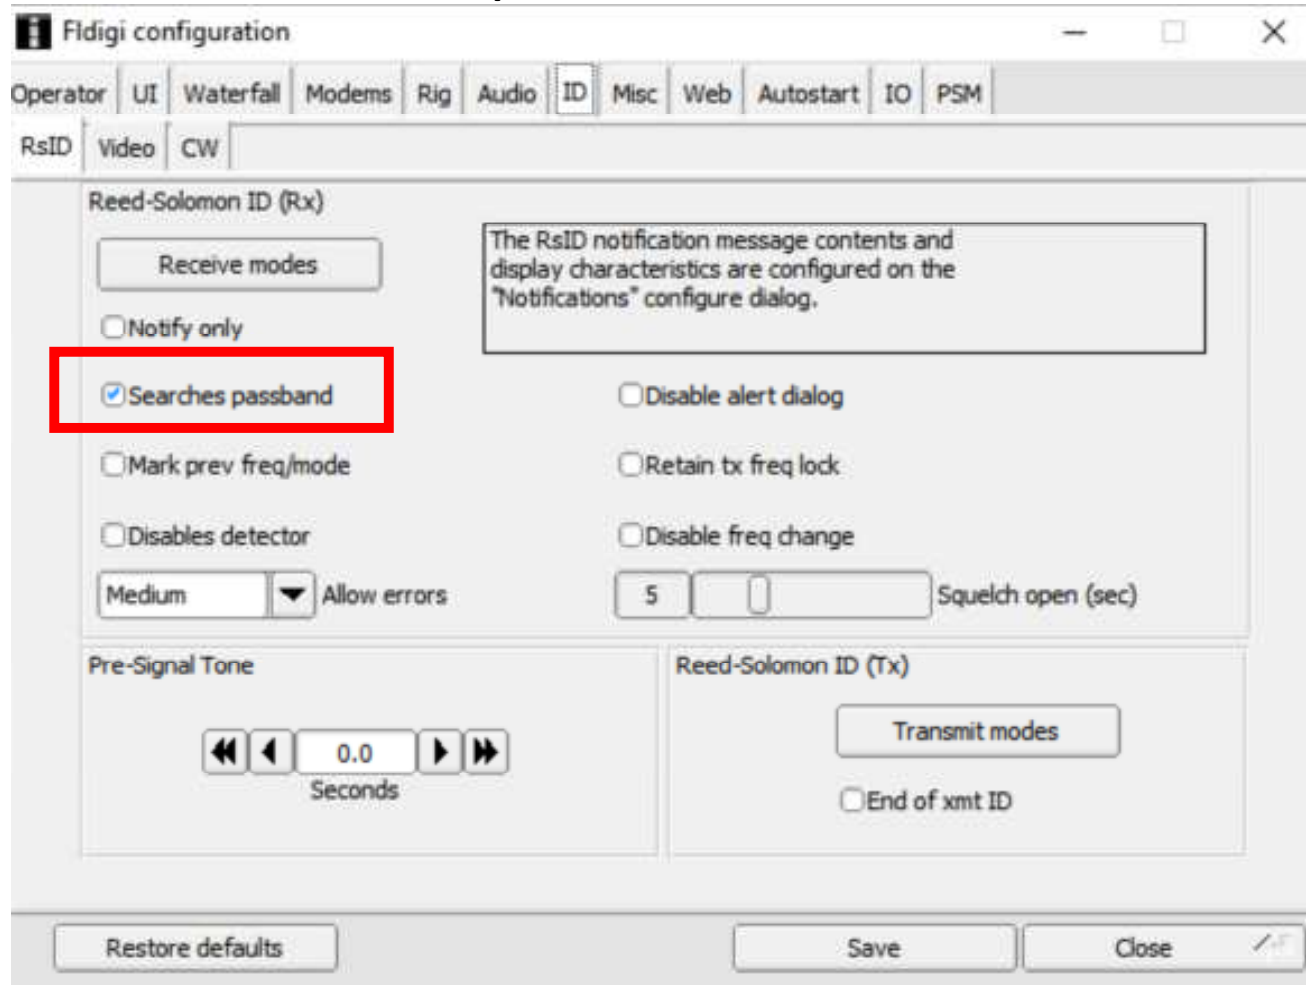 Fldigi configuration
Operator UI Waterfall Modems Rig Audio ID Misc Web Autostart IO PSM
RsID Video CW
Reed-Solomon ID (Rx)
Receive modes
The RsID notification message contents and
display characteristics are configured on the
"Notifications" configure dialog.
Notify only
Searches passband
Disable alert dialog
Mark prev freq/mode
Retain tx freq lock
Disables detector
Disable freq change
Medium Allow errors
5 Squelch open (sec)
Pre-Signal Tone
0.0
Seconds
Reed-Solomon ID (Tx)
Transmit modes
End of xmt ID
Restore defaults
Save
Close